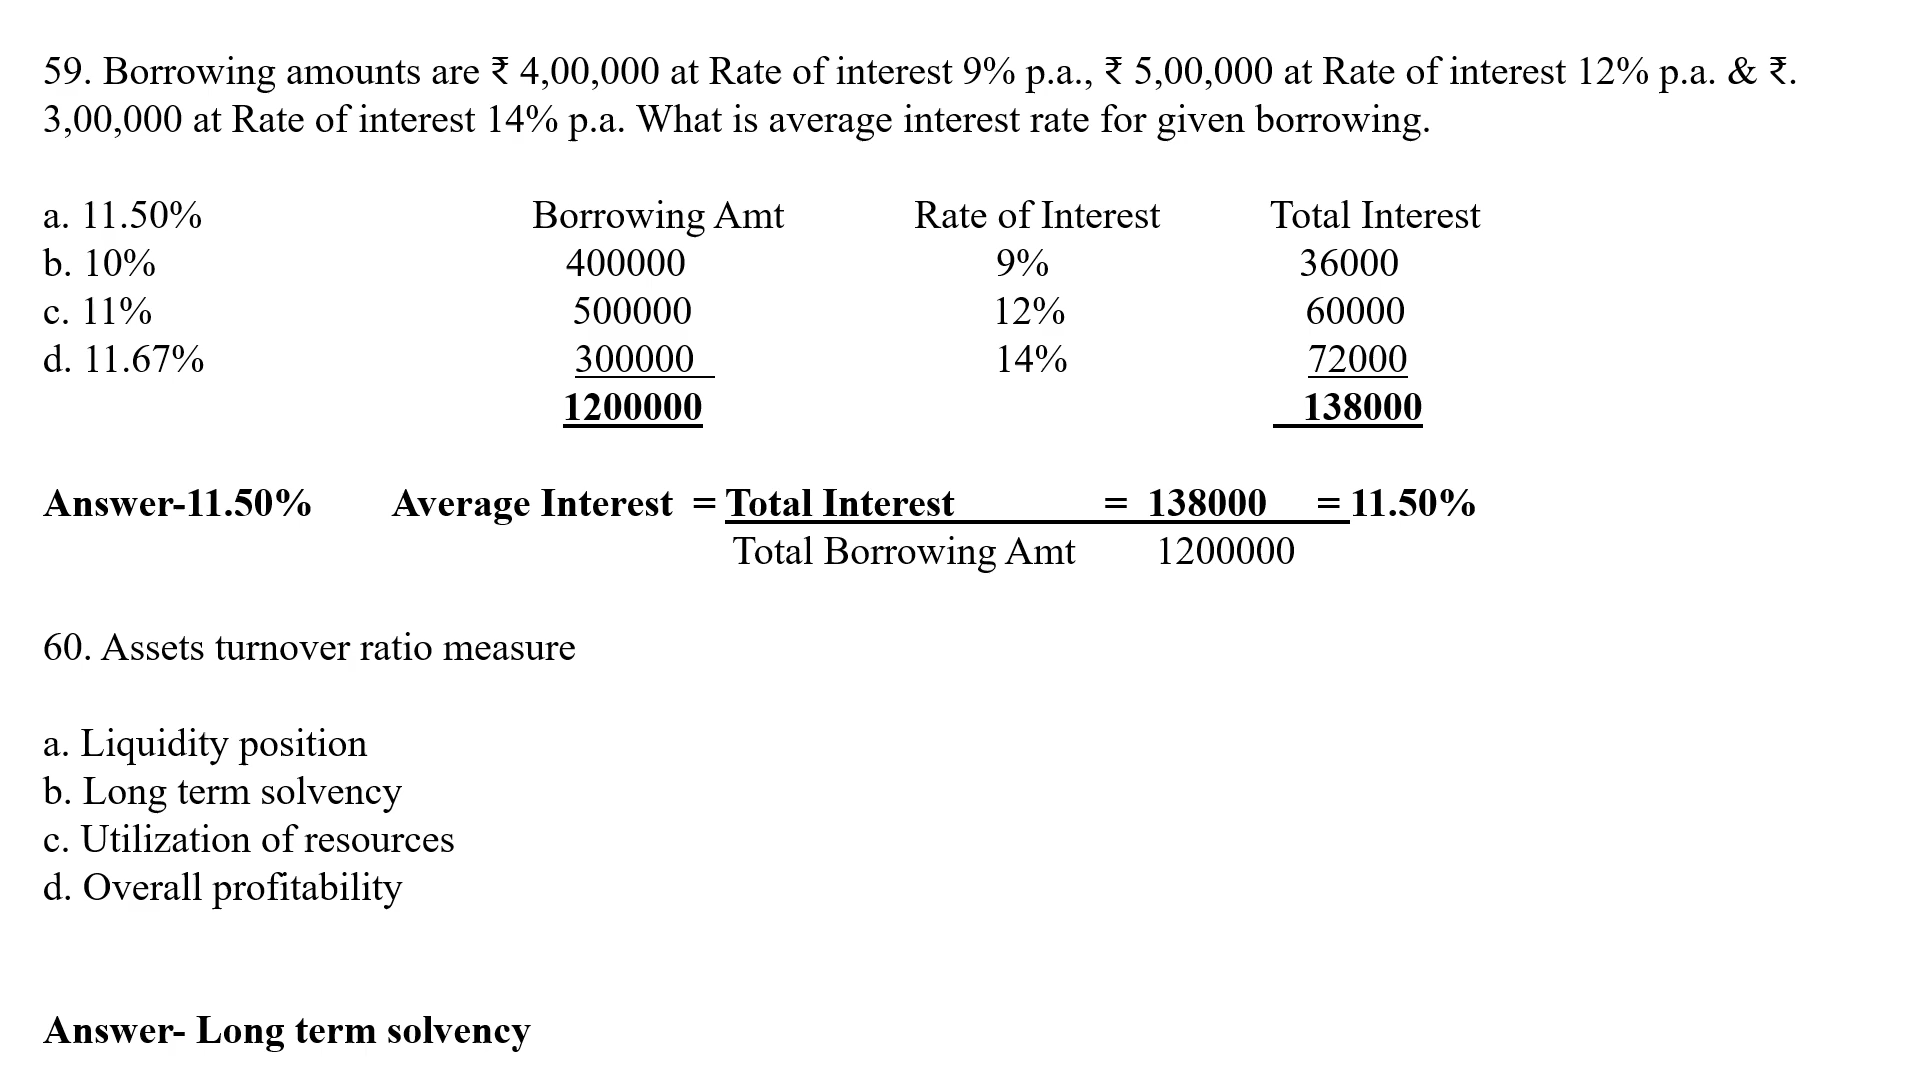 59. Borrowing amounts are ₹ 4,00,000 at Rate of interest 9% p.a., ₹ 5,00,000 at Rate of interest 12% p.a. & ₹.
3,00,000 at Rate of interest 14% p.a. What is average interest rate for given borrowing.
a. 11.50% Borrowing Amt Rate of Interest Total Interest
b. 10% 400000 9% 36000
c. 11% 500000 12% 60000
d. 11.67% 300000 14% 72000
1200000 138000
Answer-11.50% Average Interest = Total Interest = 138000 = 11.50%
Total Borrowing Amt 1200000
60. Assets turnover ratio measure
a. Liquidity position
b. Long term solvency
c. Utilization of resources
d. Overall profitability
Answer- Long term solvency